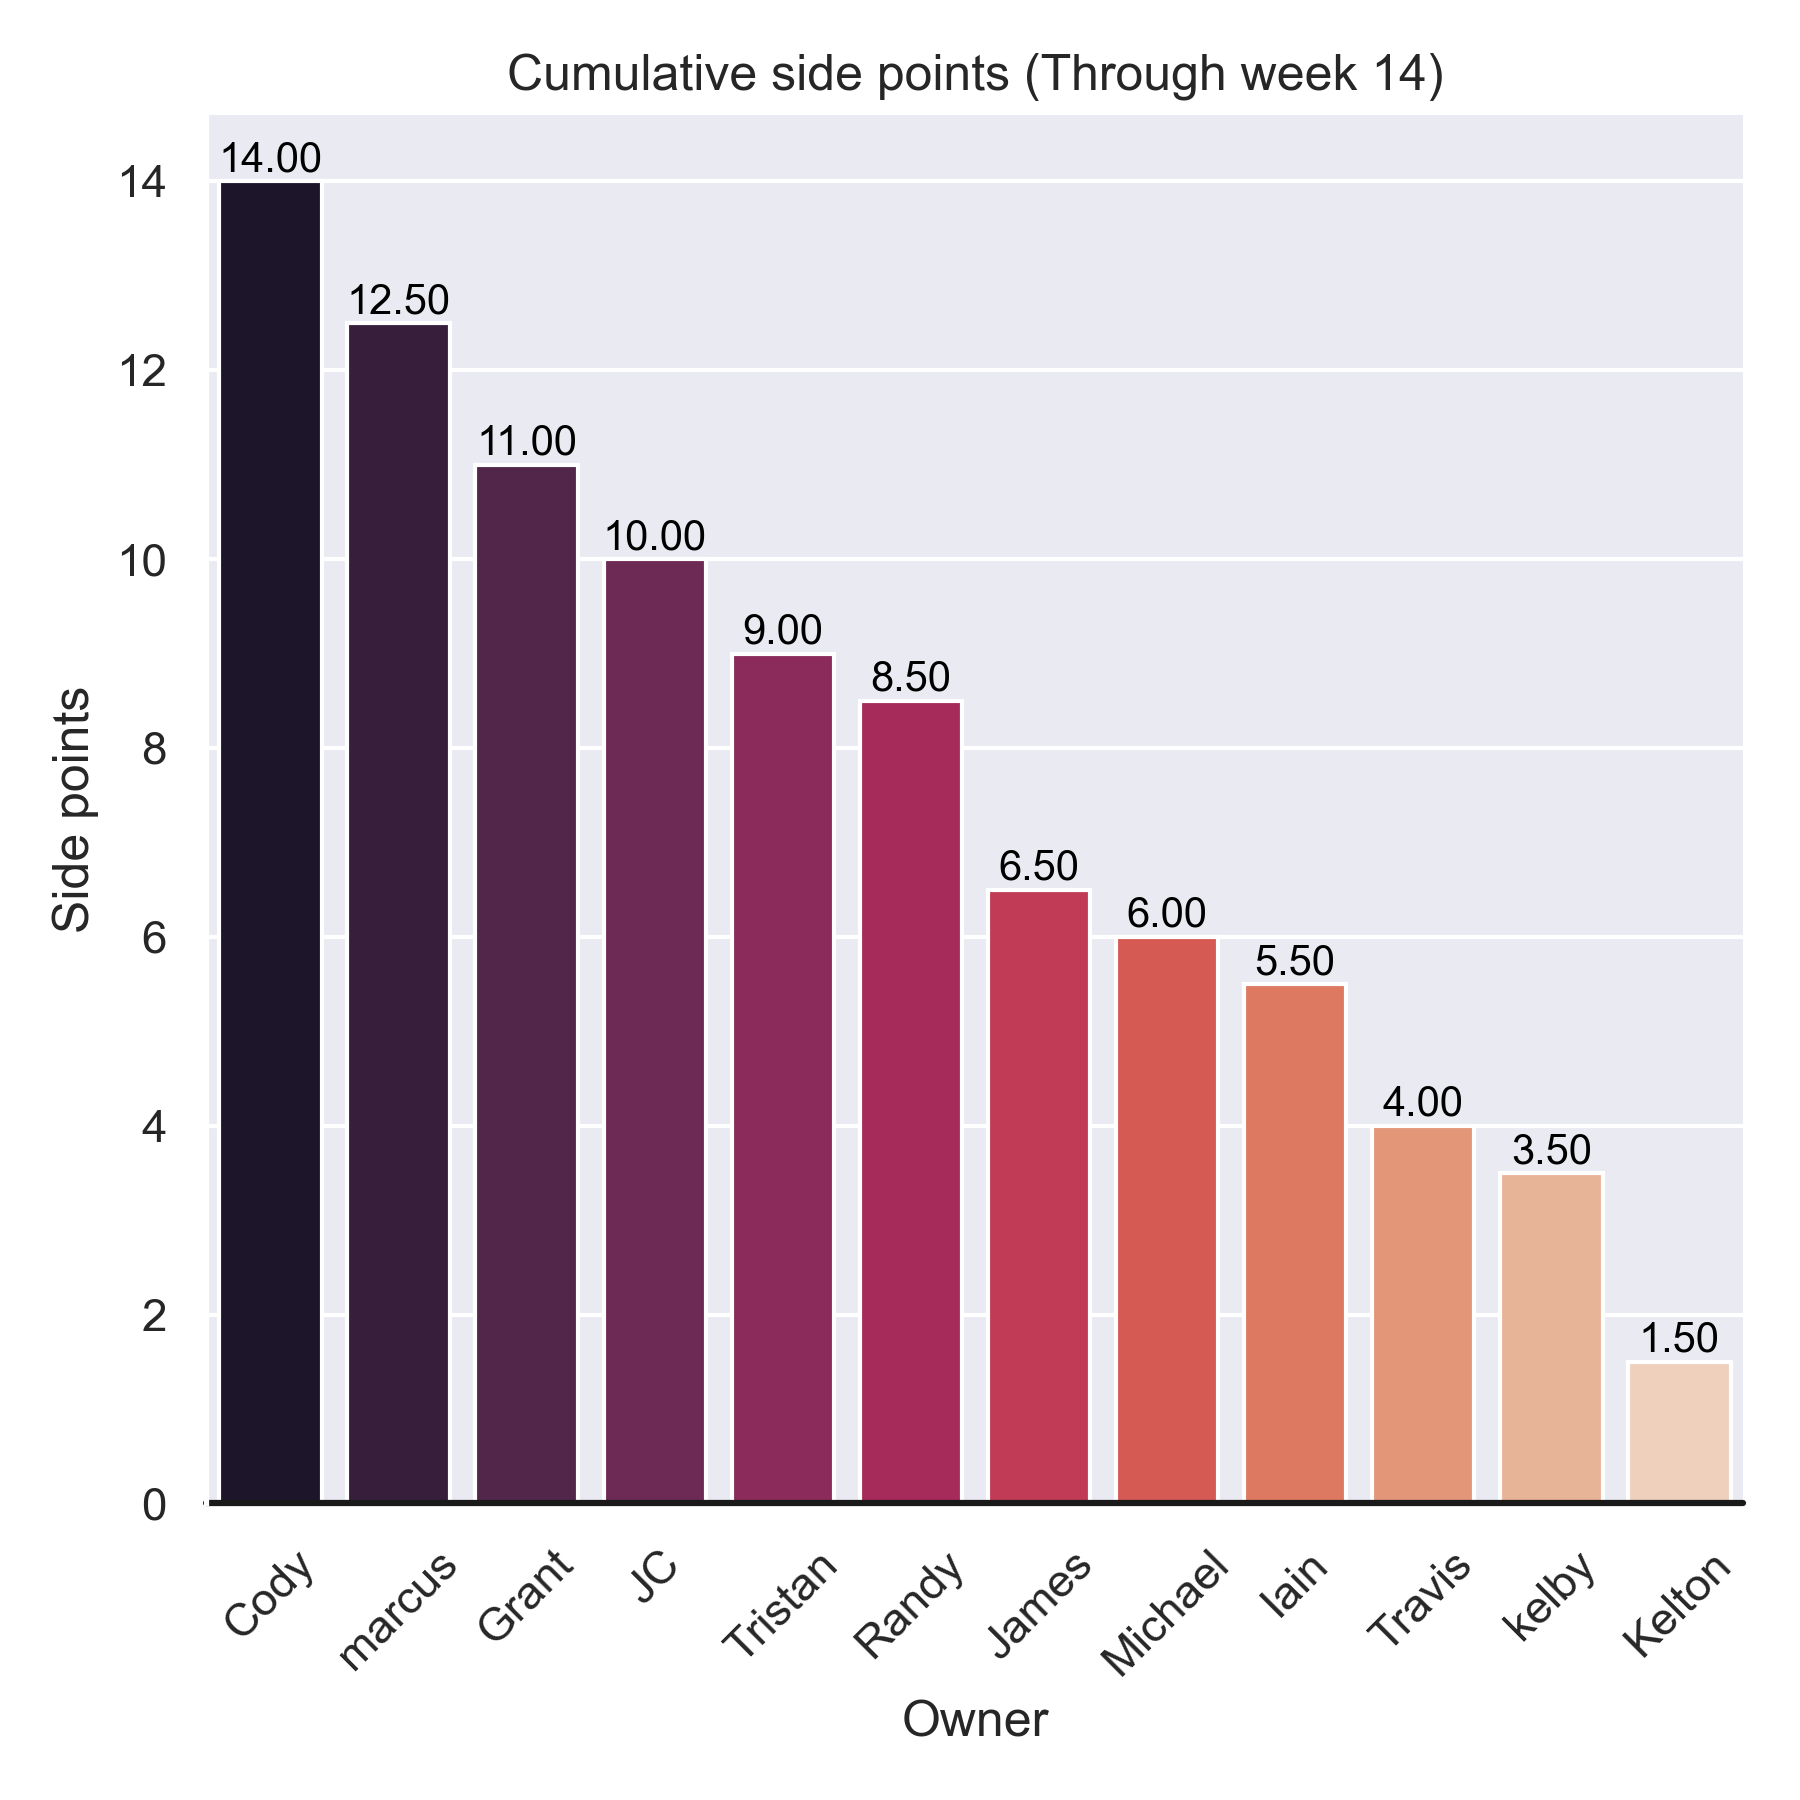 Cumulative side points (Through week 14)
14.00
12.50
11.00
10.00
9.00
8.50
6.50
6.00
5.50
4.00
3.50
1.50
14
12
10
8
6
4
2
0
Side points
Cody
marcus
Grant
JC
Tristan
Randy
James
Michael
Iain
Travis
kelby
Kelton
Owner